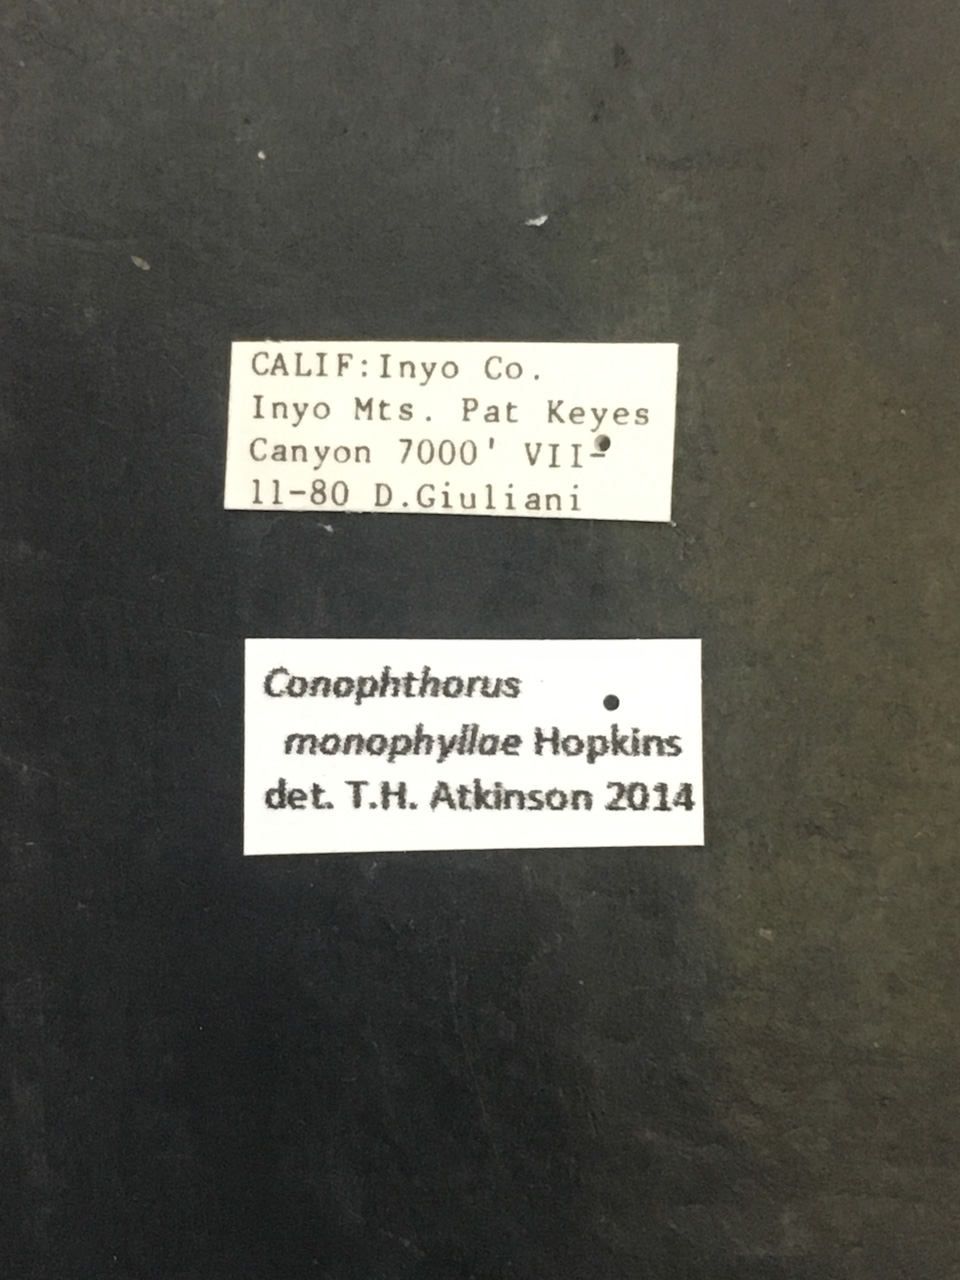 CALIF:Inyo Co.
Inyo Mts. Pat Keyes
Canyon 7000' VII-
11-80 D.Giuliani
Conophthorus
monophyllae Hopkins
det. T.H. Atkinson 2014